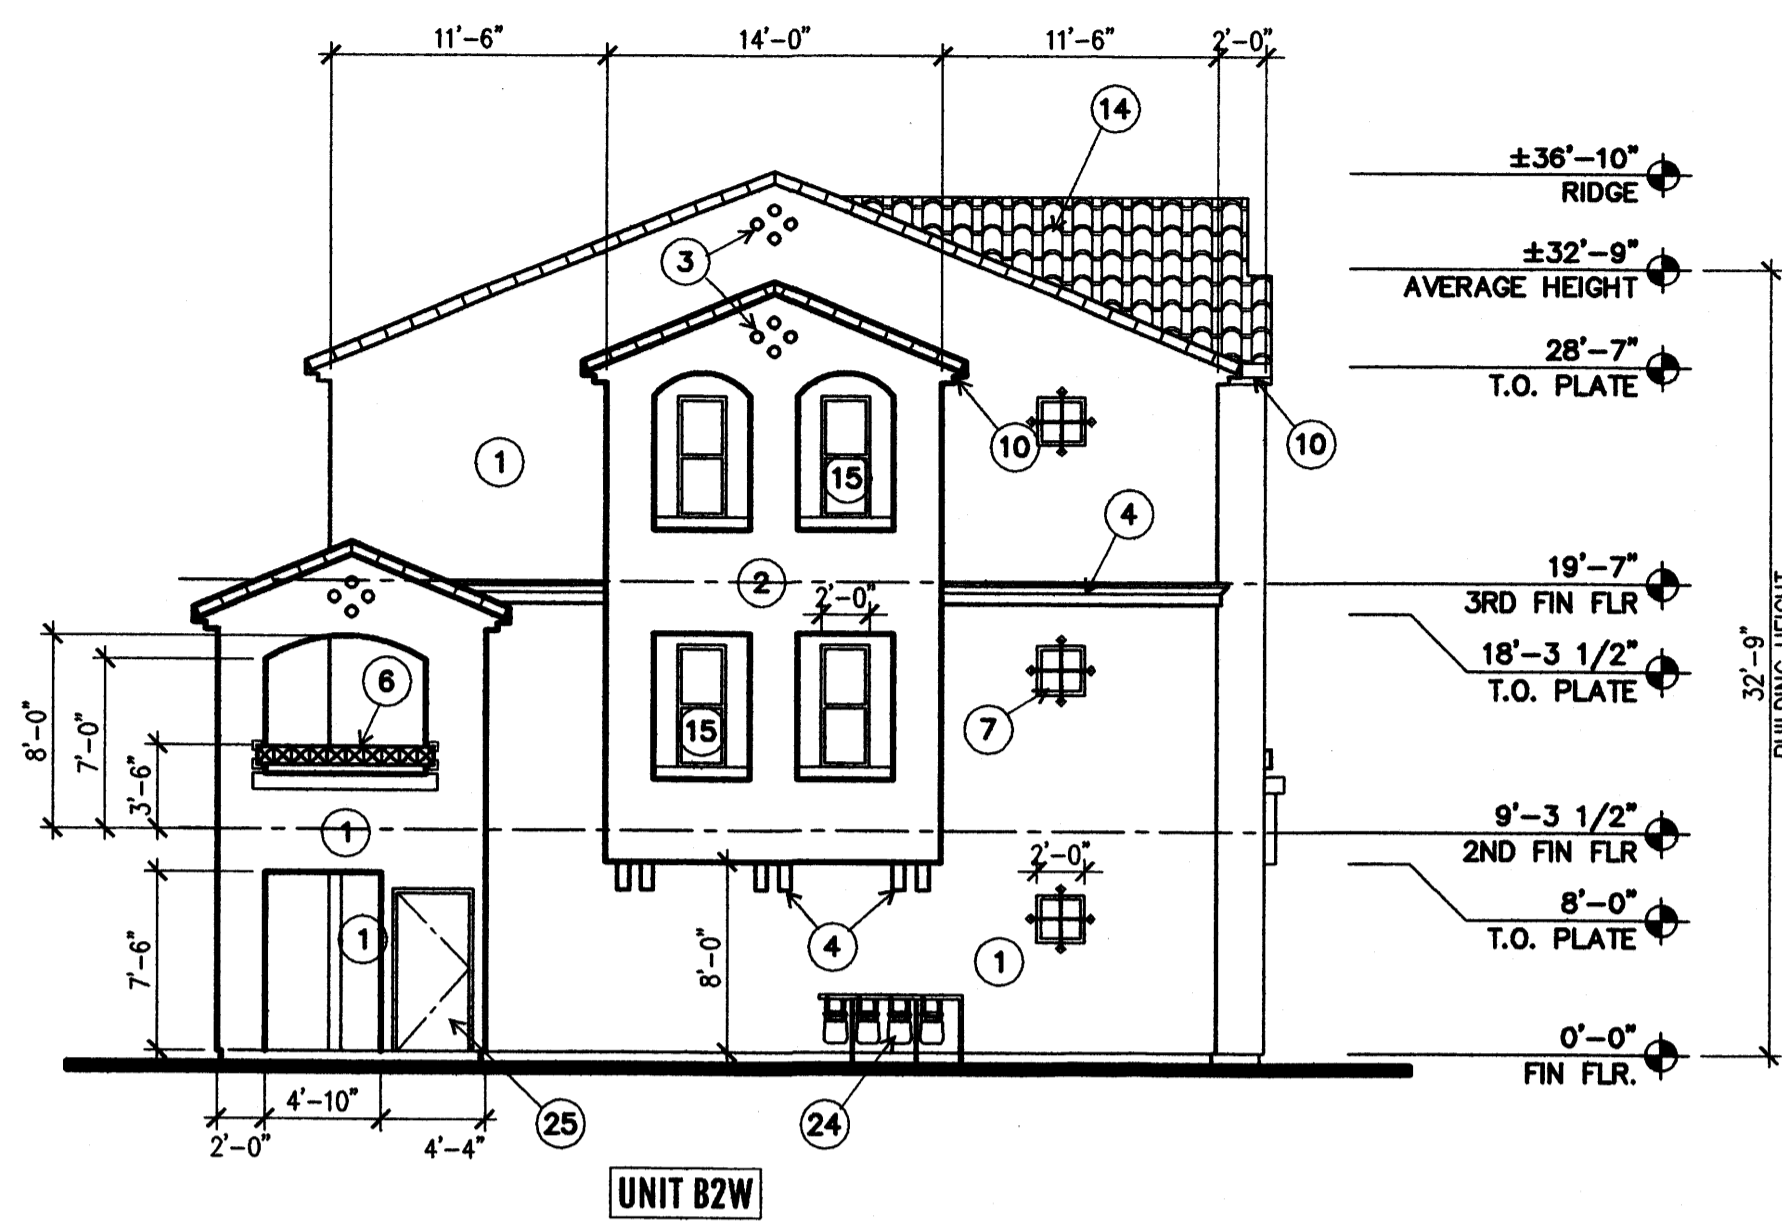 11'-6" 14'-0" 11'-6" 2'-0"
14
±36'-10"
RIDGE
3
±32'-9"
AVERAGE HEIGHT
28'-7"
T.O. PLATE
10
10
1
15
4
2
19'-7"
3RD FIN FLR
2'-0"
18'-3 1/2"
T.O. PLATE
32'-9"
BUILDING HEIGHT
6
7
15
8'-0"
7'-0"
3'-6"
1
9'-3 1/2"
2ND FIN FLR
2'-0"
8'-0"
T.O. PLATE
1
4
1
7'-6"
8'-0"
0'-0"
FIN FLR.
2'-0" 4'-10" 4'-4"
25
24
UNIT B2W